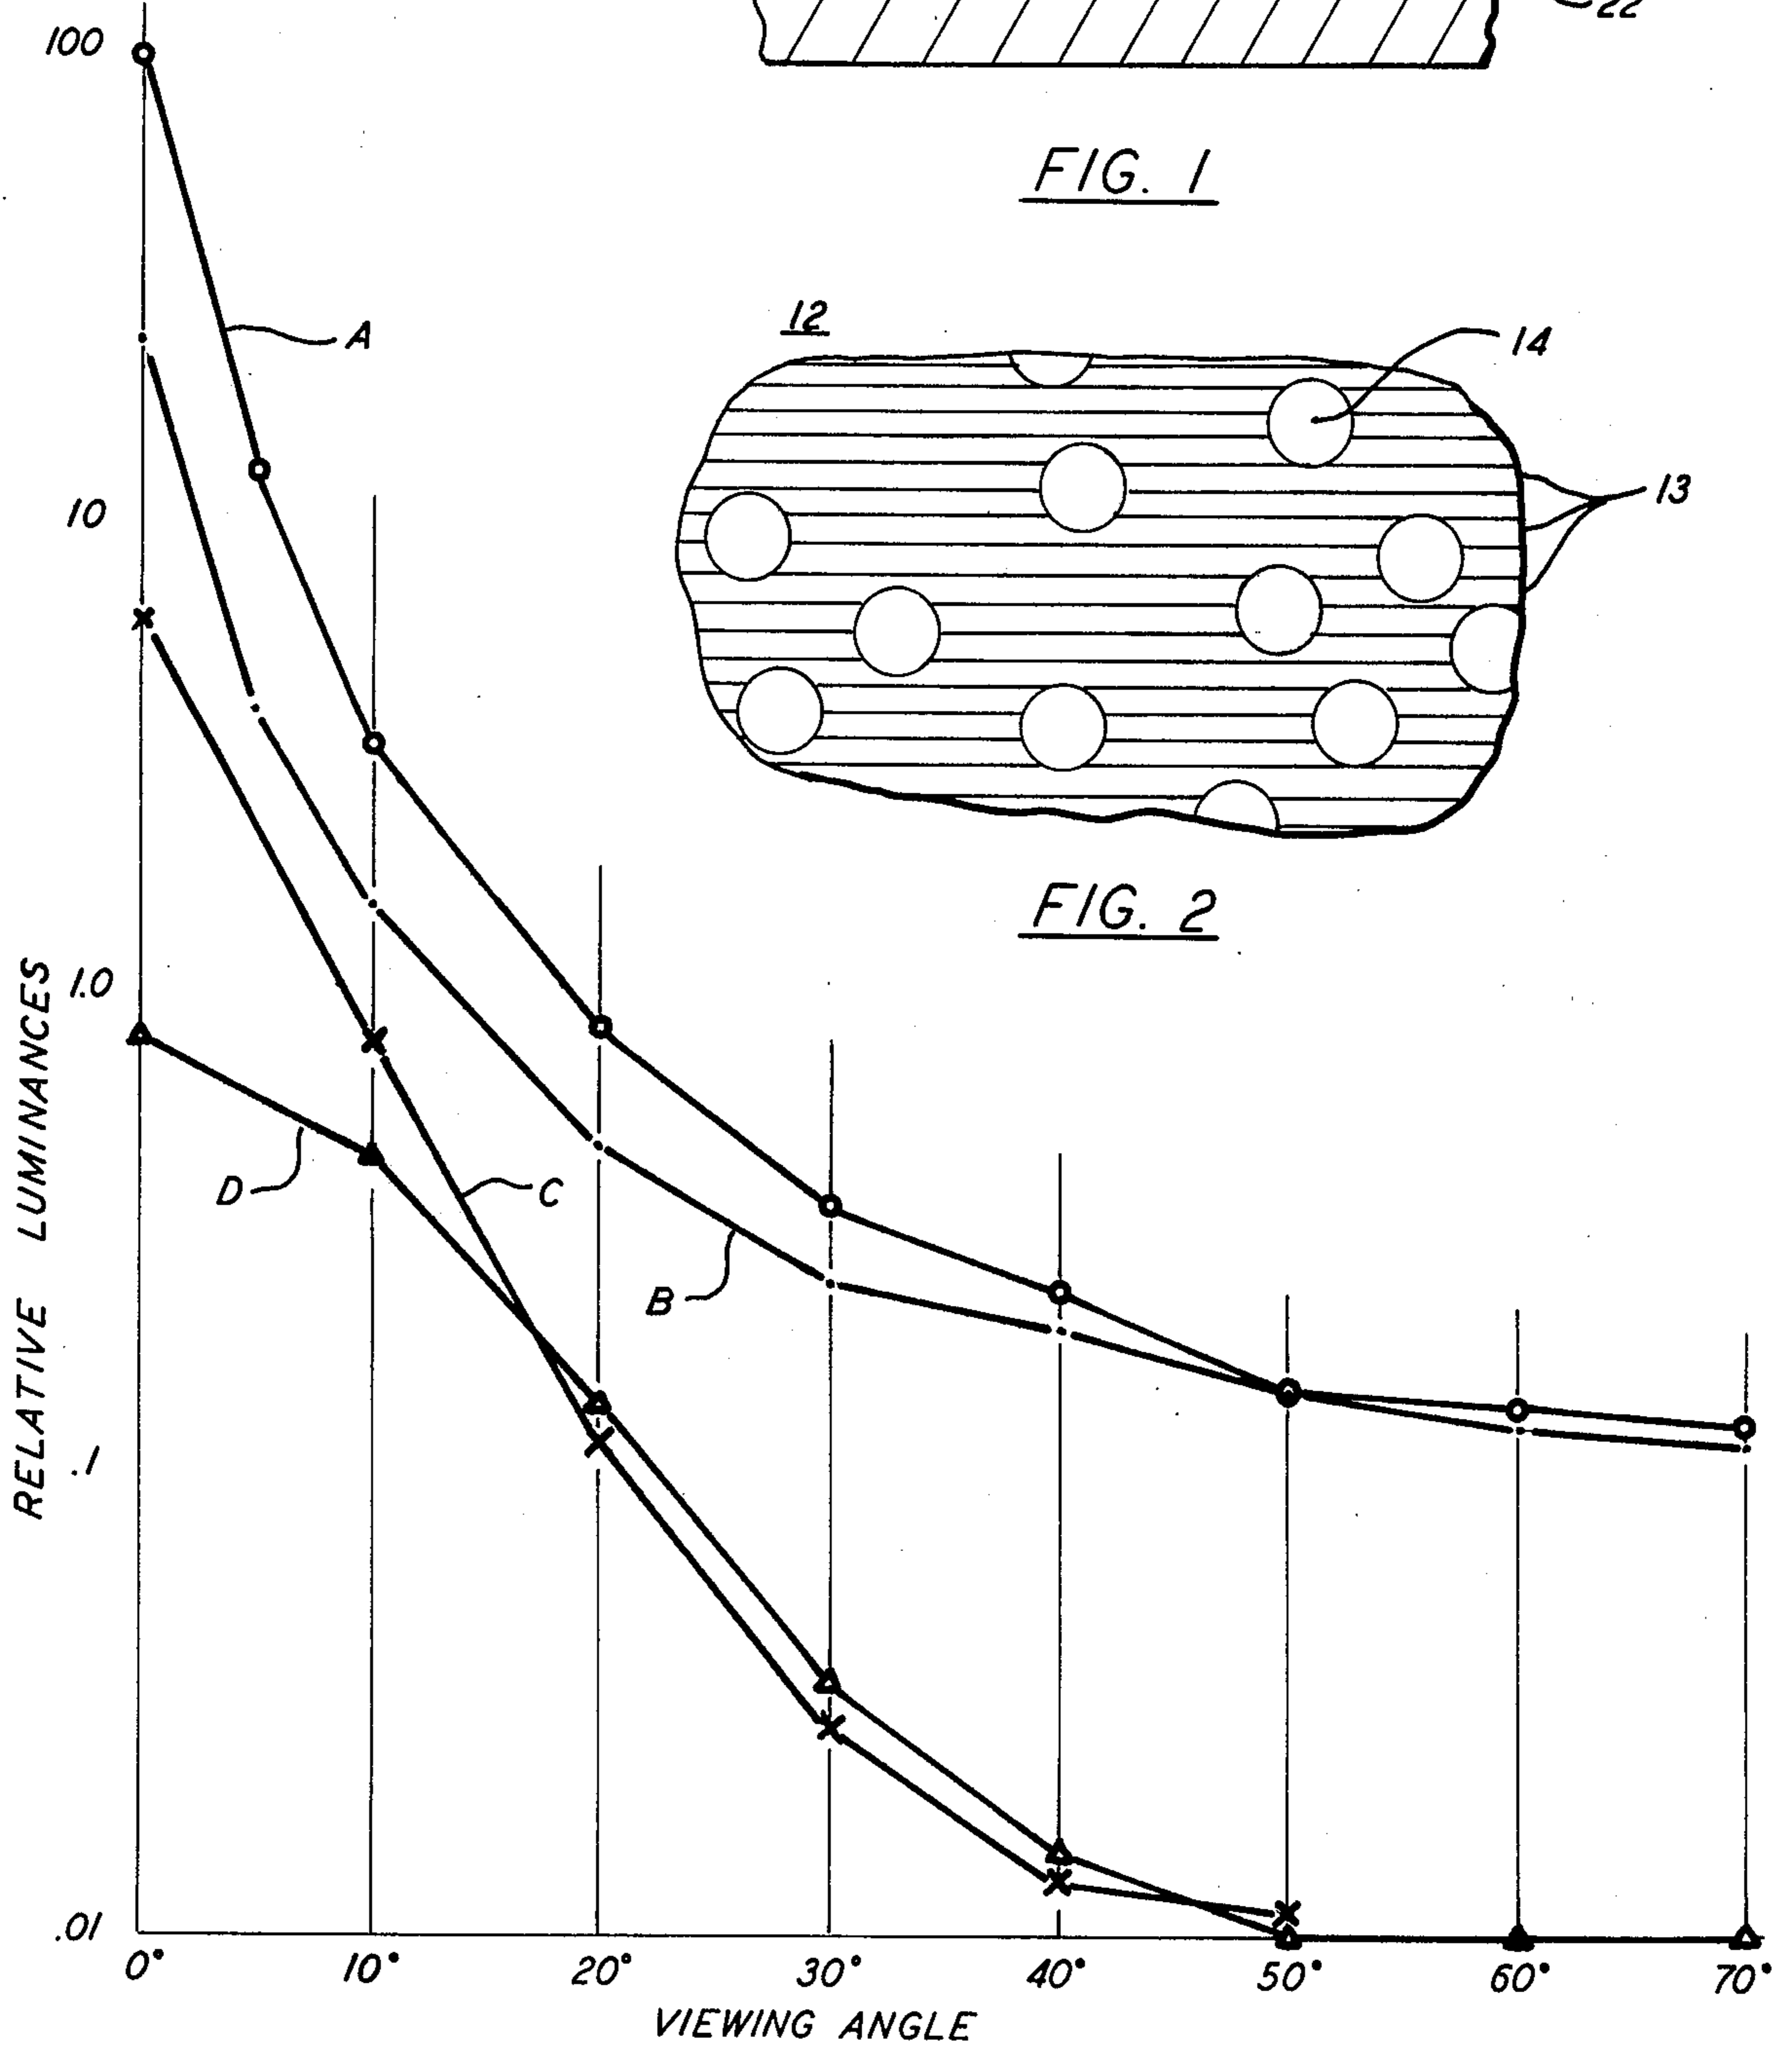 22
100
FIG. 1
A
12
14
10
13
FIG. 2
1.0
RELATIVE LUMINANCES
D
C
B
.1
.01
0° 10° 20° 30° 40° 50° 60° 70°
VIEWING ANGLE